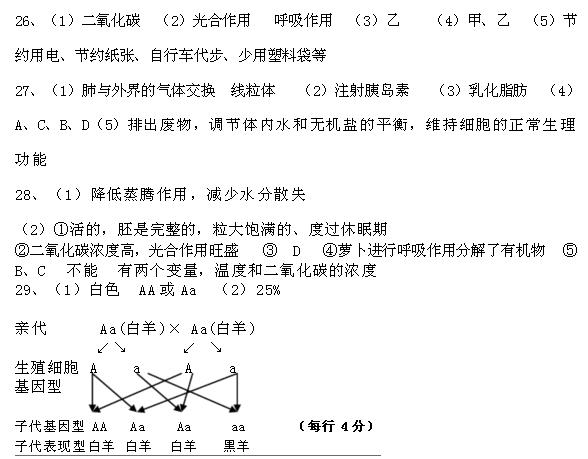 26、（1）二氧化碳 （2）光合作用 呼吸作用 （3）乙 （4）甲、乙 （5）节
约用电、节约纸张、自行车代步、少用塑料袋等
27、（1）肺与外界的气体交换 线粒体 （2）注射胰岛素 （3）乳化脂肪 （4）
A、C、B、D（5）排出废物，调节体内水和无机盐的平衡，维持细胞的正常生理
功能
28、（1）降低蒸腾作用，减少水分散失
（2）①活的，胚是完整的，粒大饱满的、度过休眠期
②二氧化碳浓度高，光合作用旺盛 ③ D ④萝卜进行呼吸作用分解了有机物 ⑤
B、C 不能 有两个变量，温度和二氧化碳的浓度
29、（1）白色 AA或Aa （2）25%
亲代 Aa(白羊)× Aa(白羊)
生殖细胞 A a A a
基因型
子代基因型 AA Aa Aa aa （每行4分）
子代表现型 白羊 白羊 白羊 黑羊